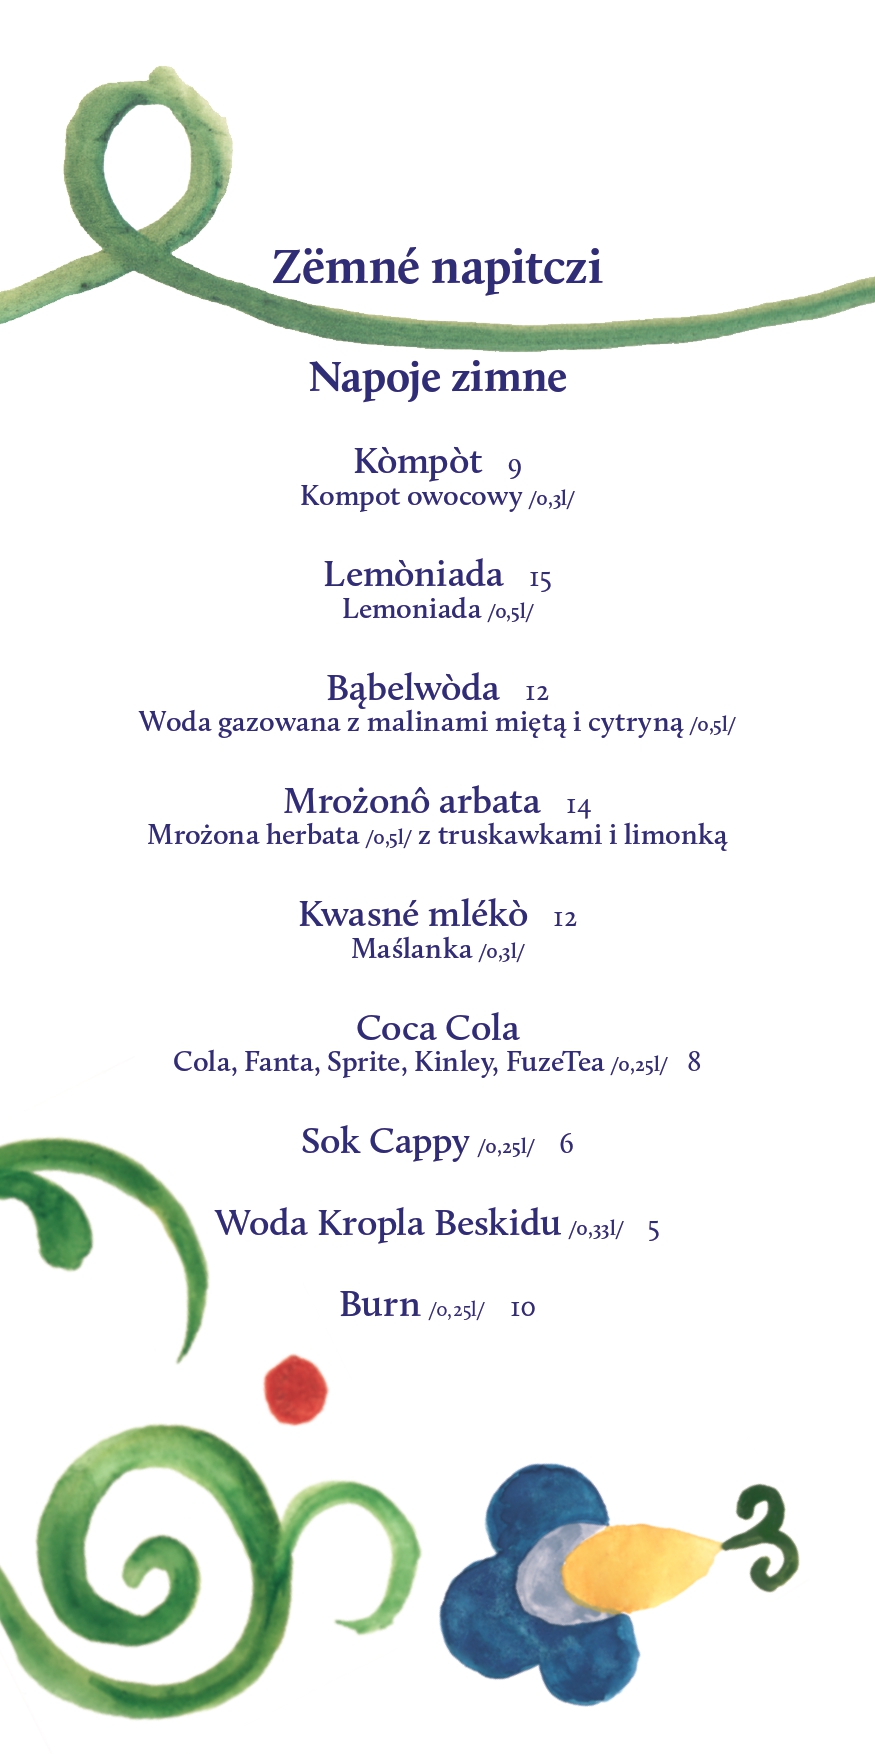 Zëmné napitczi
Napoje zimne
Kòmpòt 9
Kompot owocowy /0,3l/
Lemòniada 15
Lemoniada /0,5l/
Bąbelwòda 12
Woda gazowana z malinami miętą i cytryną /0,5l/
Mrożonô arbata 14
Mrożona herbata /0,5l/ z truskawkami i limonką
Kwasné mlékò 12
Maślanka /0,3l/
Coca Cola
Cola, Fanta, Sprite, Kinley, FuzeTea /0,25l/ 8
Sok Cappy /0,25l/ 6
Woda Kropla Beskidu /0,33l/ 5
Burn /0,25l/ 10